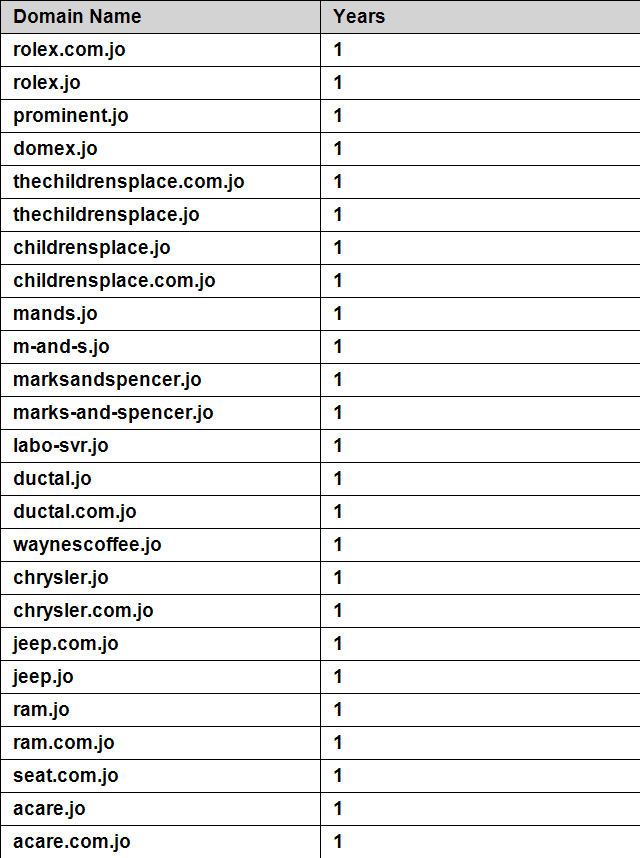 Domain Name Years
rolex.com.jo 1
rolex.jo 1
prominent.jo 1
domex.jo 1
thechildrensplace.com.jo 1
thechildrensplace.jo 1
childrensplace.jo 1
childrensplace.com.jo 1
mands.jo 1
m-and-s.jo 1
marksandspencer.jo 1
marks-and-spencer.jo 1
labo-svr.jo 1
ductal.jo 1
ductal.com.jo 1
waynescoffee.jo 1
chrysler.jo 1
chrysler.com.jo 1
jeep.com.jo 1
jeep.jo 1
ram.jo 1
ram.com.jo 1
seat.com.jo 1
acare.jo 1
acare.com.jo 1